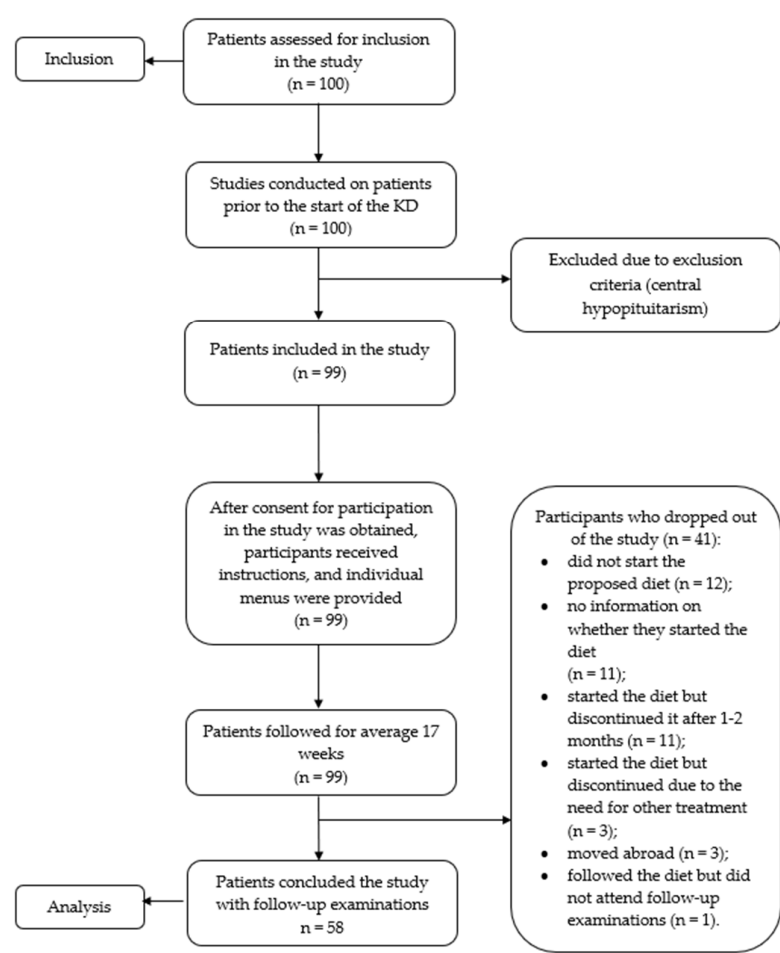 Patients assessed for inclusion
in the study
(n = 100)
Inclusion
Studies conducted on patients
prior to the start of the KD
(n = 100)
Excluded due to exclusion
criteria (central
hypopituitarism)
Patients included in the study
(n = 99)
After consent for participation
in the study was obtained,
participants received
instructions, and individual
menus were provided
(n = 99)
Participants who dropped out
of the study (n = 41):
• did not start the
proposed diet (n = 12);
• no information on
whether they started the
diet
(n = 11);
• started the diet but
discontinued it after 1-2
months (n = 11);
• started the diet but
discontinued due to the
need for other treatment
(n = 3);
• moved abroad (n = 3);
• followed the diet but did
not attend follow-up
examinations (n = 1).
Patients followed for average 17
weeks
(n = 99)
Patients concluded the study
with follow-up examinations
n = 58
Analysis